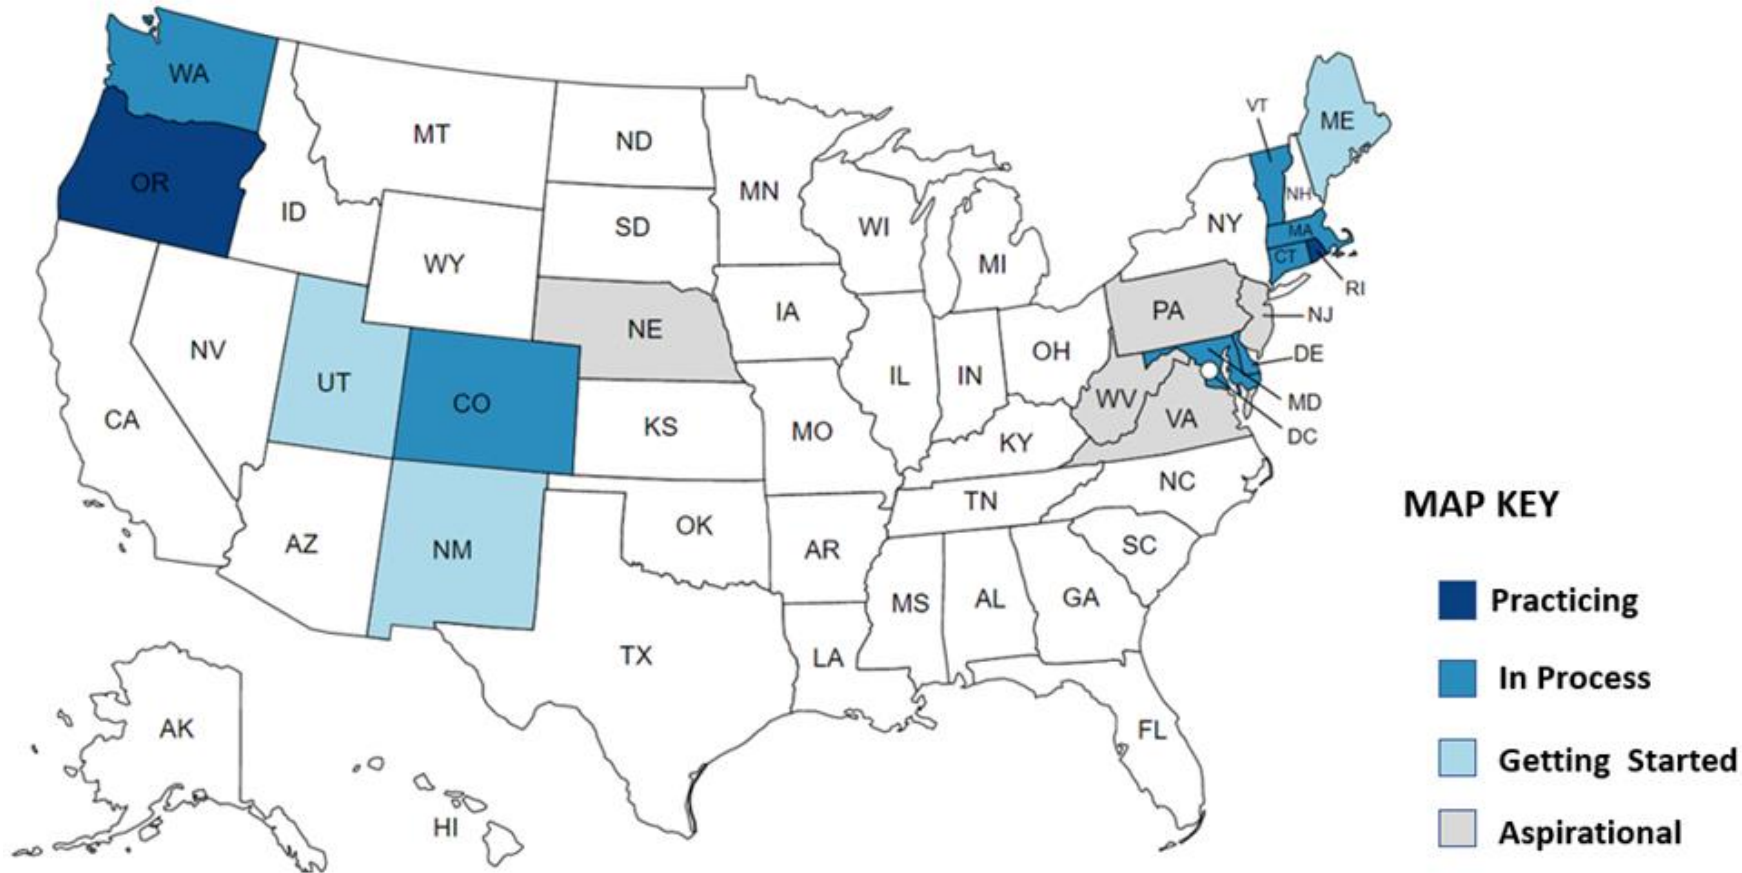 WA
OR
MT
ND
MN
ID
WY
SD
WI
MI
VT
ME
NH
NY
MA
CT
RI
NV
UT
CO
NE
IA
IL
IN
OH
PA
NJ
DE
MD
DC
CA
KS
MO
KY
WV
VA
AZ
NM
OK
AR
TN
NC
SC
MS
AL
GA
TX
LA
FL
AK
HI
MAP KEY
Practicing
In Process
Getting Started
Aspirational